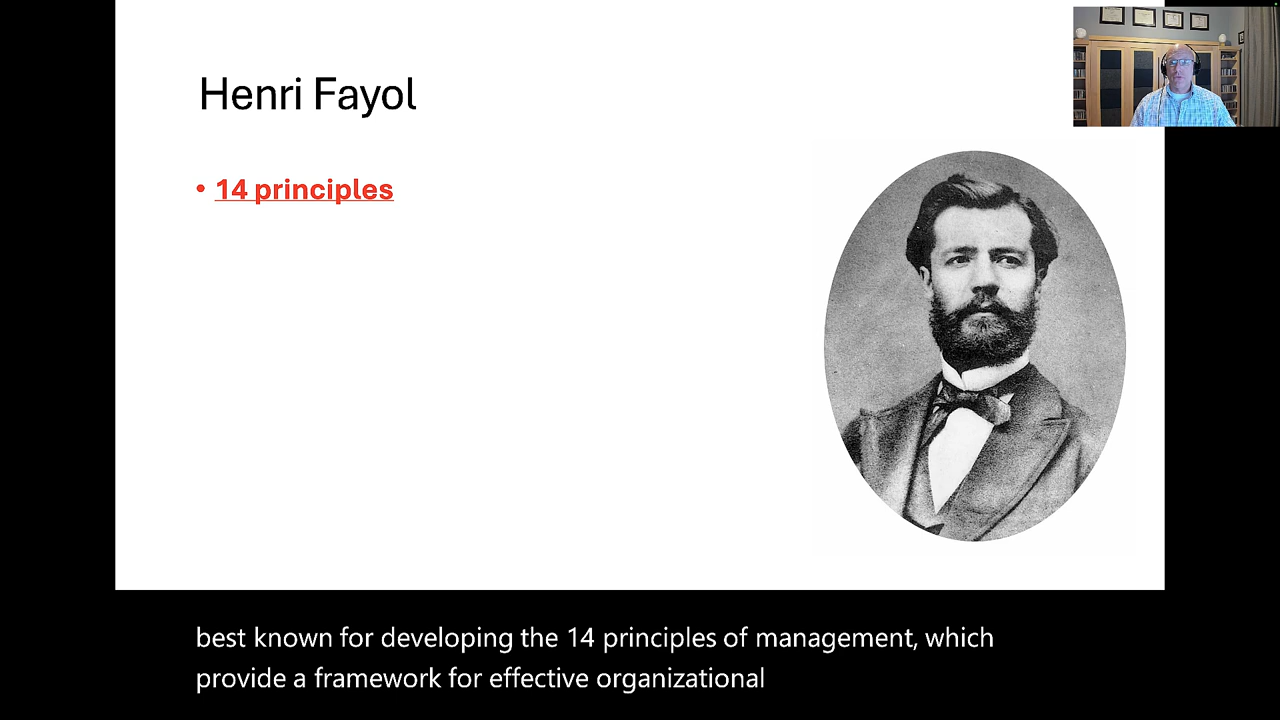 Henri Fayol
• 14 principles
best known for developing the 14 principles of management, which
provide a framework for effective organizational